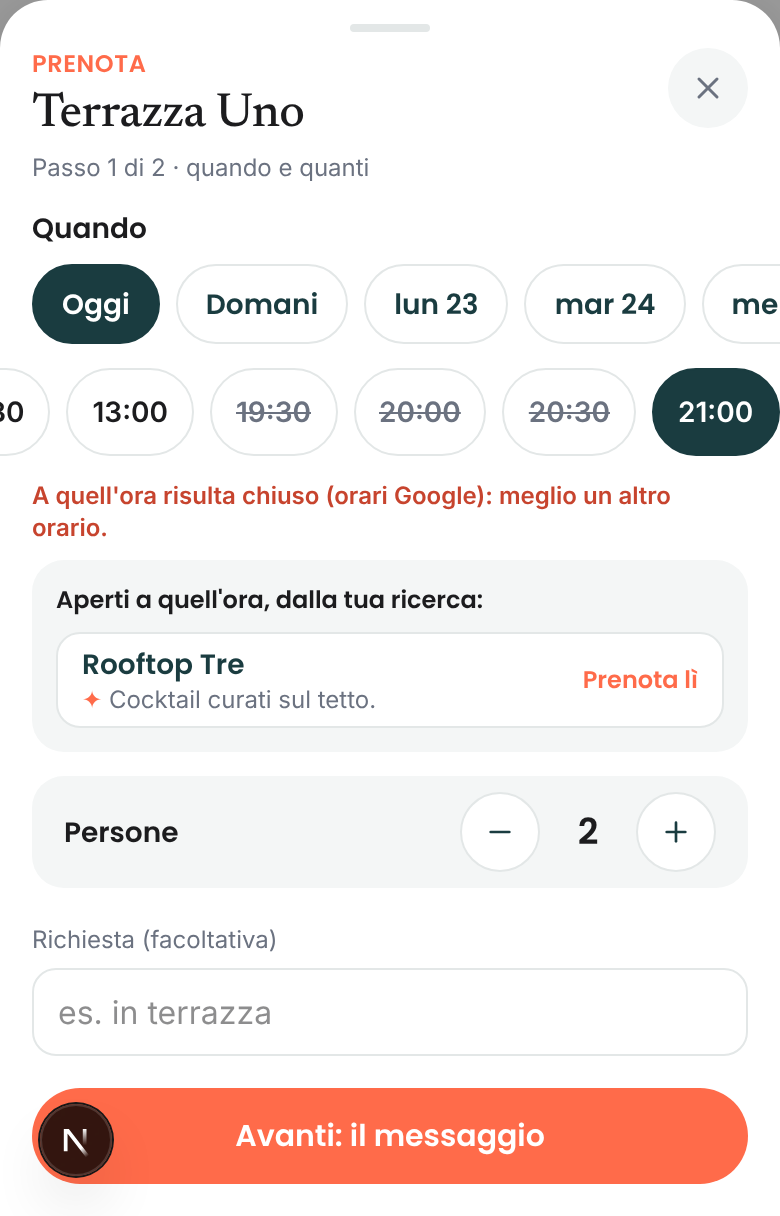 PRENOTA
Terrazza Uno
Passo 1 di 2 · quando e quanti
Quando
Oggi Domani lun 23 mar 24 me
30 13:00 19:30 20:00 20:30 21:00
A quell'ora risulta chiuso (orari Google): meglio un altro
orario.
Aperti a quell'ora, dalla tua ricerca:
Rooftop Tre
Prenota lì
✦ Cocktail curati sul tetto.
Persone − 2 +
Richiesta (facoltativa)
es. in terrazza
N Avanti: il messaggio